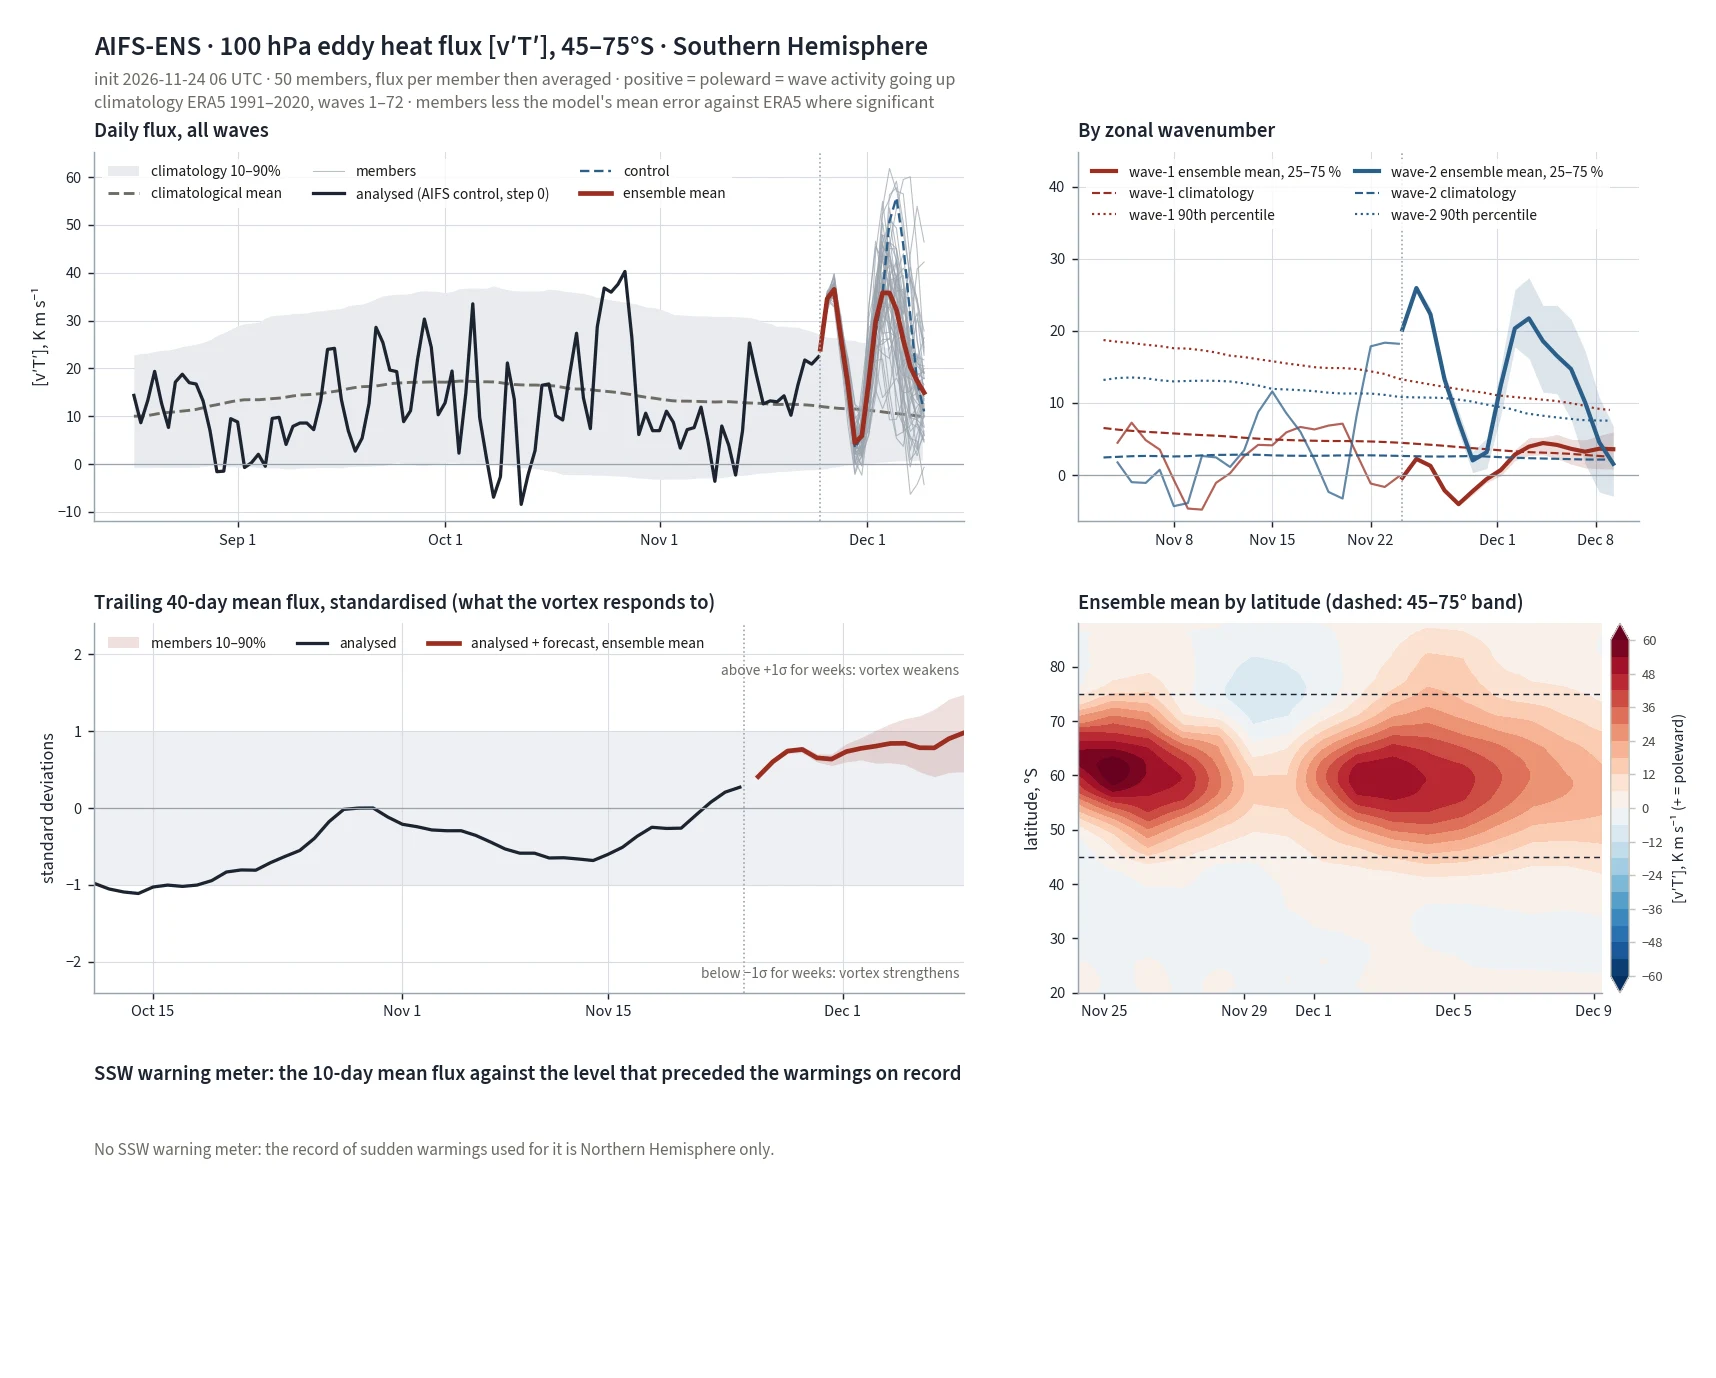 AIFS-ENS · 100 hPa eddy heat flux [v′T′], 45–75°S · Southern Hemisphere
init 2026-11-24 06 UTC · 50 members, flux per member then averaged · positive = poleward = wave activity going up
climatology ERA5 1991–2020, waves 1–72 · members less the model's mean error against ERA5 where significant
Daily flux, all waves
climatology 10–90%
members
control
climatological mean
analysed (AIFS control, step 0)
ensemble mean
[v′T′], K m s⁻¹
60
50
40
30
20
10
0
−10
Sep 1
Oct 1
Nov 1
Dec 1
By zonal wavenumber
wave-1 ensemble mean, 25–75 %
wave-2 ensemble mean, 25–75 %
wave-1 climatology
wave-2 climatology
wave-1 90th percentile
wave-2 90th percentile
40
30
20
10
0
Nov 8
Nov 15
Nov 22
Dec 1
Dec 8
Trailing 40-day mean flux, standardised (what the vortex responds to)
members 10–90%
analysed
analysed + forecast, ensemble mean
above +1σ for weeks: vortex weakens
below −1σ for weeks: vortex strengthens
standard deviations
2
1
0
−1
−2
Oct 15
Nov 1
Nov 15
Dec 1
Ensemble mean by latitude (dashed: 45–75° band)
latitude, °S
80
70
60
50
40
30
20
Nov 25
Nov 29
Dec 1
Dec 5
Dec 9
60
48
36
24
12
0
−12
−24
−36
−48
−60
[v′T′], K m s⁻¹ (+ = poleward)
SSW warning meter: the 10-day mean flux against the level that preceded the warmings on record
No SSW warning meter: the record of sudden warmings used for it is Northern Hemisphere only.